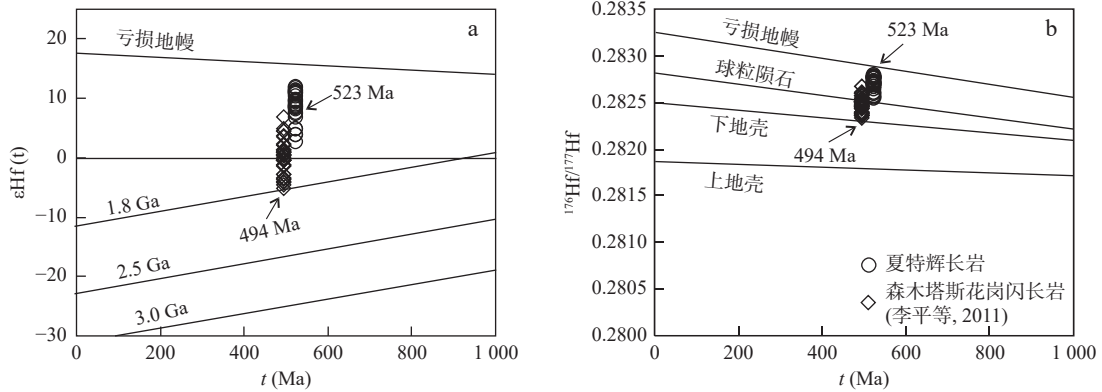 a
亏损地幔
523 Ma
494 Ma
1.8 Ga
2.5 Ga
3.0 Ga
20
10
0
−10
−20
−30
εHf (t)
0
200
400
600
800
1 000
t (Ma)
b
亏损地幔
523 Ma
球粒陨石
下地壳
494 Ma
上地壳
夏特辉长岩
森木塔斯花岗闪长岩
(李平等, 2011)
0.2835
0.2830
0.2825
0.2820
0.2815
0.2810
0.2805
0.2800
¹⁷⁶Hf/¹⁷⁷Hf
0
200
400
600
800
1 000
t (Ma)